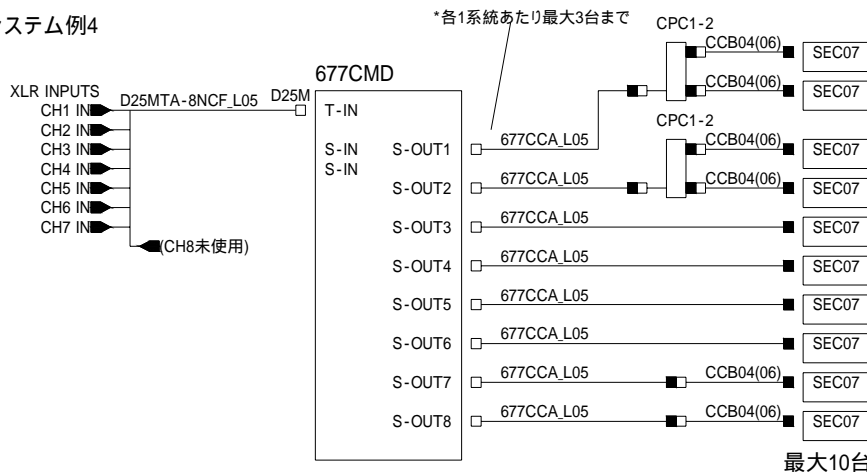 システム例4
*各1系統あたり最大3台まで
CPC1-2
CCB04(06)
SEC07
677CMD
XLR INPUTS
D25MTA-8NCF_L05
D25M
CCB04(06)
SEC07
CH1 IN
T-IN
CH2 IN
CPC1-2
CH3 IN
S-IN
S-OUT1
677CCA_L05
CCB04(06)
SEC07
CH4 IN
S-IN
CH5 IN
S-OUT2
677CCA_L05
CCB04(06)
SEC07
CH6 IN
CH7 IN
S-OUT3
677CCA_L05
SEC07
(CH8未使用)
S-OUT4
677CCA_L05
SEC07
S-OUT5
677CCA_L05
SEC07
S-OUT6
677CCA_L05
SEC07
S-OUT7
677CCA_L05
CCB04(06)
SEC07
S-OUT8
677CCA_L05
CCB04(06)
SEC07
最大10台